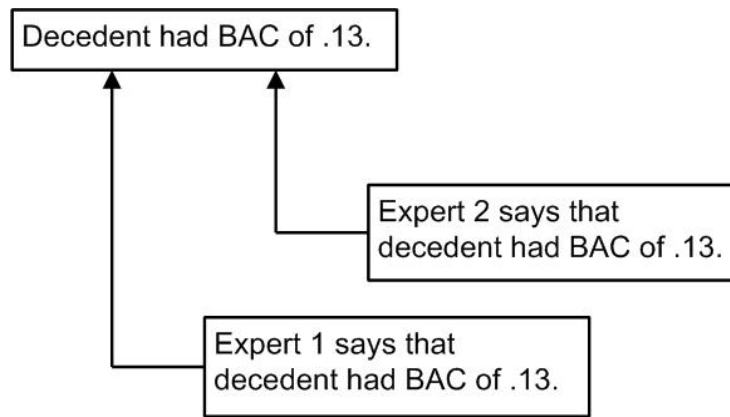 Decedent had BAC of .13.
Expert 2 says that
decedent had BAC of .13.
Expert 1 says that
decedent had BAC of .13.